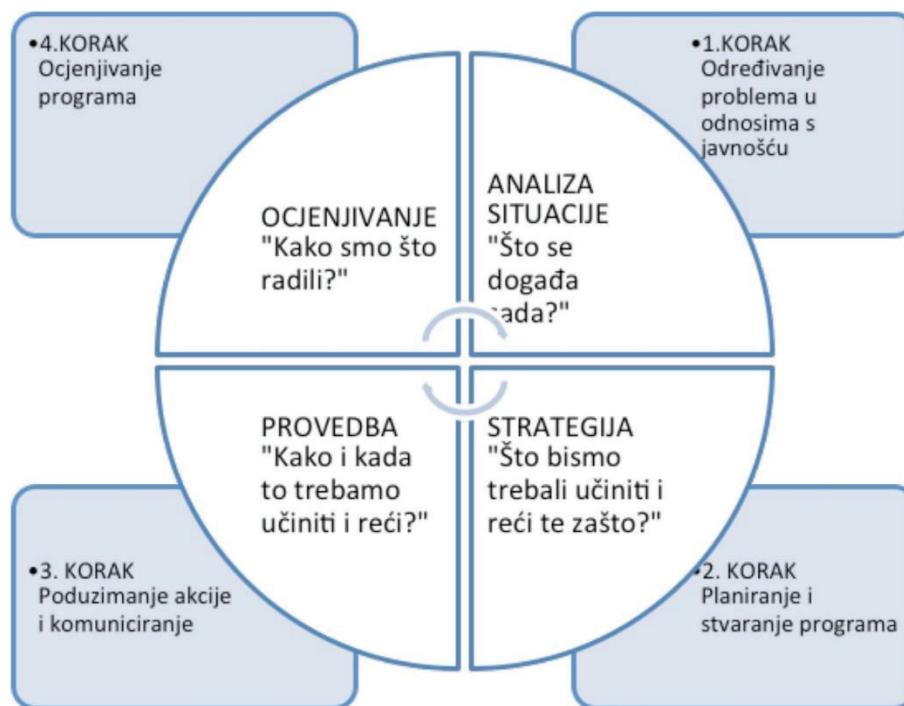 •4.KORAK
Ocjenjivanje
programa
•1.KORAK
Određivanje
problema u
odnosima s
javnošću
OCJENJIVANJE
"Kako smo što
radili?"
ANALIZA
SITUACIJE
"Što se
događa
sada?"
PROVEDBA
"Kako i kada
to trebamo
učiniti i reći?"
STRATEGIJA
"Što bismo
trebali učiniti i
reći te zašto?"
•3. KORAK
Poduzimanje akcije
i komuniciranje
•2. KORAK
Planiranje i
stvaranje programa